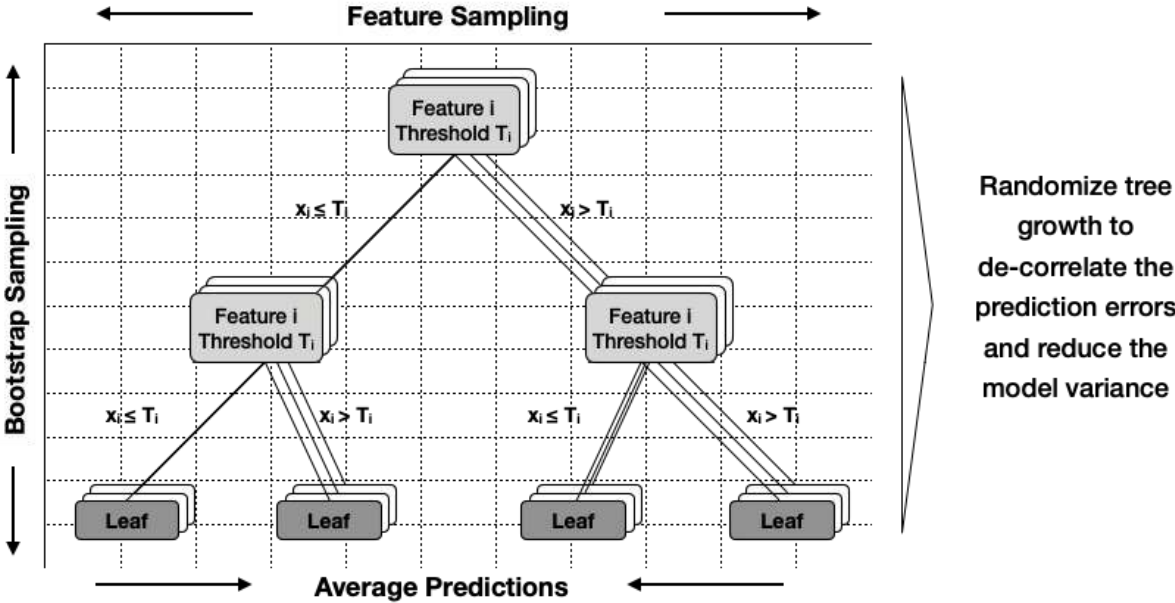 Feature Sampling
Bootstrap Sampling
Feature i
Threshold Tᵢ
xᵢ ≤ Tᵢ
xᵢ > Tᵢ
Feature i
Threshold Tᵢ
Feature i
Threshold Tᵢ
xᵢ ≤ Tᵢ
xᵢ > Tᵢ
xᵢ ≤ Tᵢ
xᵢ > Tᵢ
Leaf
Leaf
Leaf
Leaf
Average Predictions
Randomize tree
growth to
de-correlate the
prediction errors
and reduce the
model variance